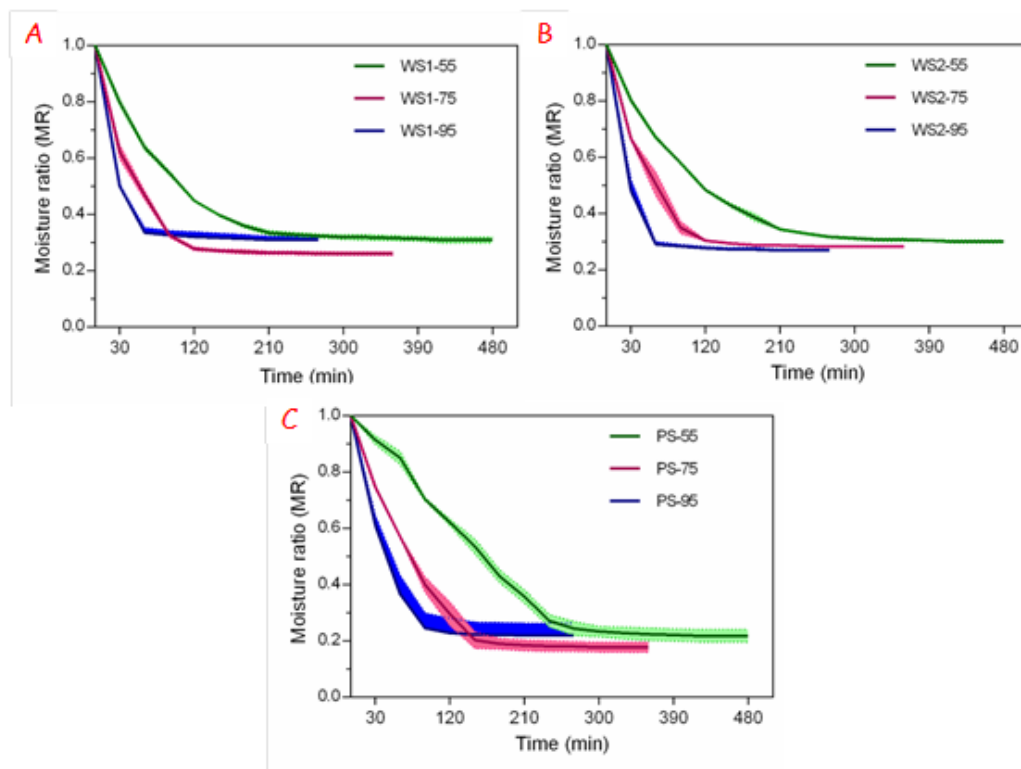 A
Moisture ratio (MR)
1.0
0.8
0.6
0.4
0.2
0.0
WS1-55
WS1-75
WS1-95
30 120 210 300 390 480
Time (min)
B
Moisture ratio (MR)
1.0
0.8
0.6
0.4
0.2
0.0
WS2-55
WS2-75
WS2-95
30 120 210 300 390 480
Time (min)
C
Moisture ratio (MR)
1.0
0.8
0.6
0.4
0.2
0.0
PS-55
PS-75
PS-95
30 120 210 300 390 480
Time (min)